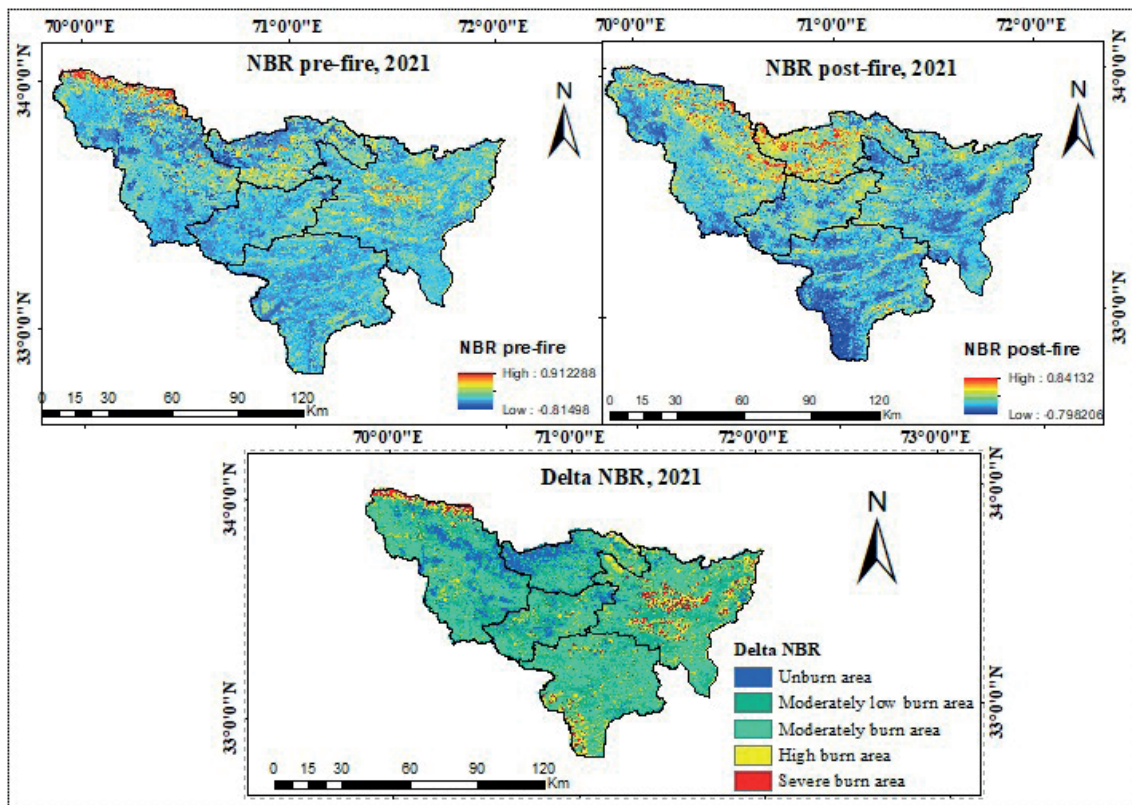 70°0'0"E 71°0'0"E 72°0'0"E
NBR pre-fire, 2021
N
34°0'0"N
33°0'0"N
NBR pre-fire
High : 0.912288
Low : -0.81498
0 15 30 60 90 120
Km
70°0'0"E 71°0'0"E 72°0'0"E
NBR post-fire, 2021
N
34°0'0"N
33°0'0"N
NBR post-fire
High : 0.84132
Low : -0.798206
0 15 30 60 90 120
Km
70°0'0"E 71°0'0"E 72°0'0"E 73°0'0"E
Delta NBR, 2021
N
34°0'0"N
34°0'0"N
33°0'0"N
33°0'0"N
Delta NBR
Unburn area
Moderately low burn area
Moderately burn area
High burn area
Severe burn area
0 15 30 60 90 120
Km